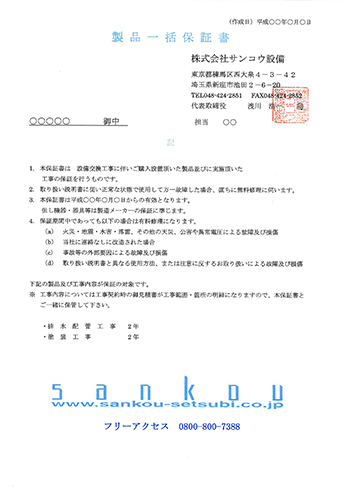 （作成日）平成〇〇年〇月〇日
製品一括保証書
株式会社サンコウ設備
東京都練馬区西大泉４－３－４２
埼玉県新座市池田２－６－２０
TEL048-424-2851　FAX048-424-2852
代表取締役　浅川
〇〇〇〇〇　御中
担当　〇〇
記
1. 本保証書は　設備交換工事に伴いご購入設置頂いた製品並びに実施頂いた
工事の保証を行うものです。
2. 取り扱い説明書に従い正常な状態で使用して万一故障した場合、直ちに無料修理に伺います。
3. 本保証書は平成〇〇年〇月〇日からの有効となります。
但し機器・器具等は製造メーカーの保証に準じます。
4. 保証期間中であっても以下の場合は有料修理になります。
(a)　火災・地震・水害・落雷、その他の天災、公害や異常電圧による故障及び損傷
(b)　当社に連絡なしに改造された場合
(c)　事故等の外部要因による故障及び損傷
(d)　取り扱い説明書と異なる使用方法、または注意に反するお取り扱いによる故障及び損傷
下記の製品及び工事内容が保証の対象です。
※ 工事内容については工事契約時の御見積書が工事範囲・箇所の明細になりますので、本保証書と
ご一緒に保管して下さい。
・排水配管工事　２年
・塗装工事　２年
sankou
www.sankou-setsubi.co.jp
フリーアクセス　0800-800-7388